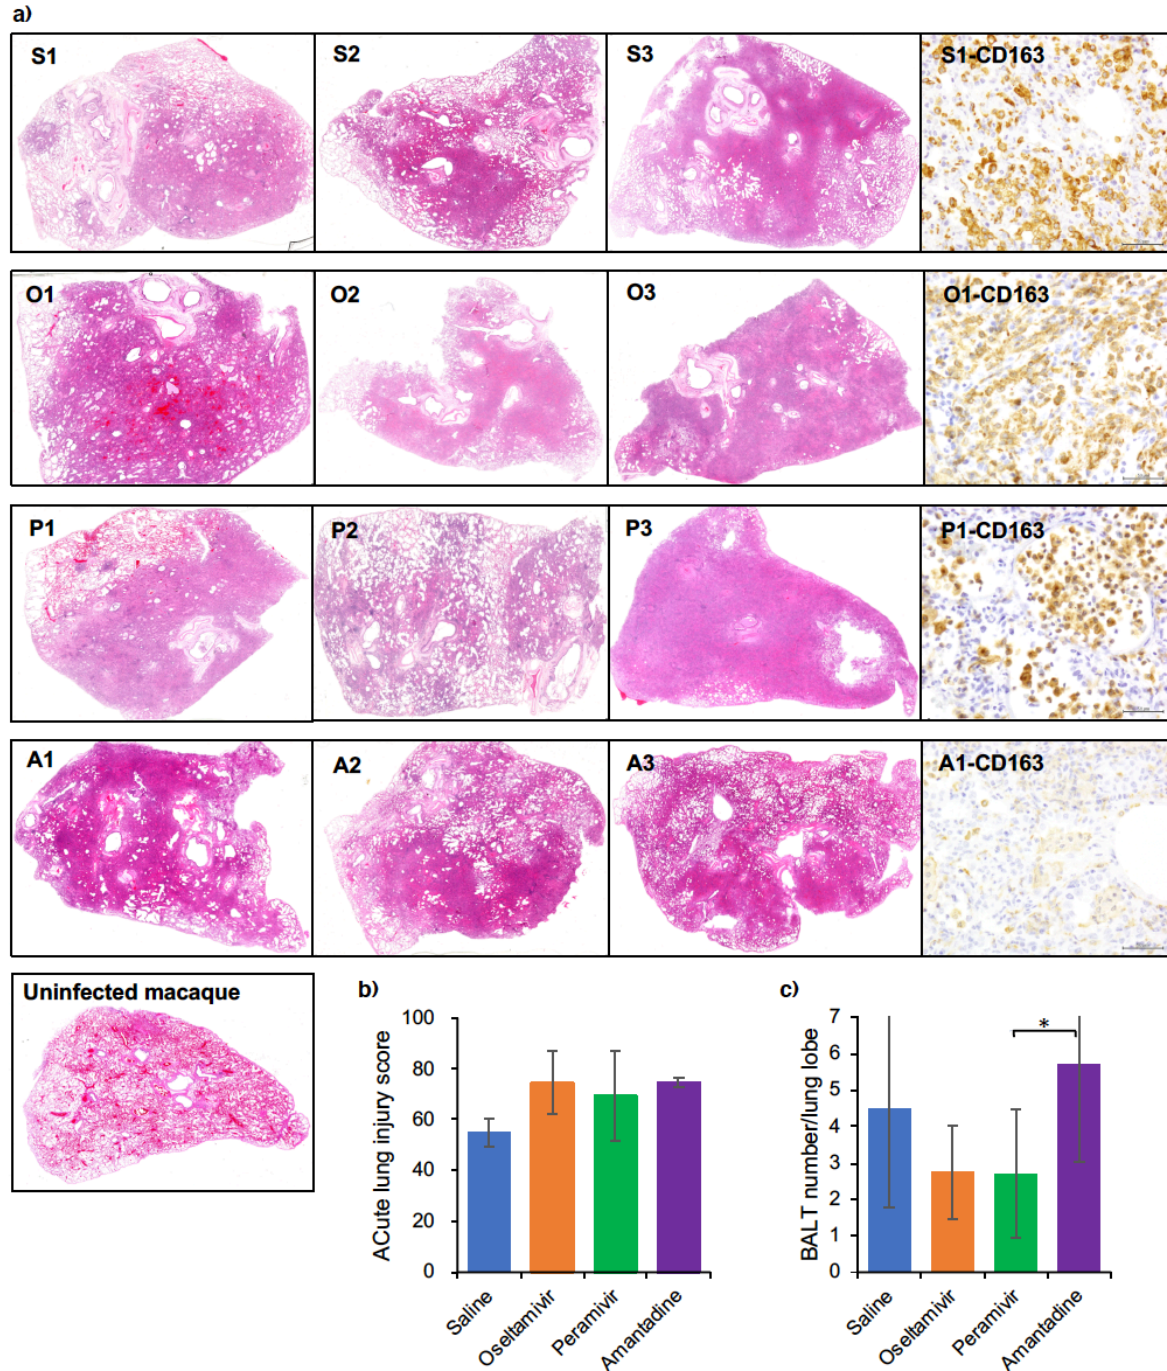 a)
S1
S2
S3
S1-CD163
O1
O2
O3
O1-CD163
P1
P2
P3
P1-CD163
A1
A2
A3
A1-CD163
Uninfected macaque
b)
ACute lung injury score
100
80
60
40
20
0
Saline
Oseltamivir
Peramivir
Amantadine
c)
BALT number/lung lobe
7
6
5
4
3
2
1
0
*
Saline
Oseltamivir
Peramivir
Amantadine